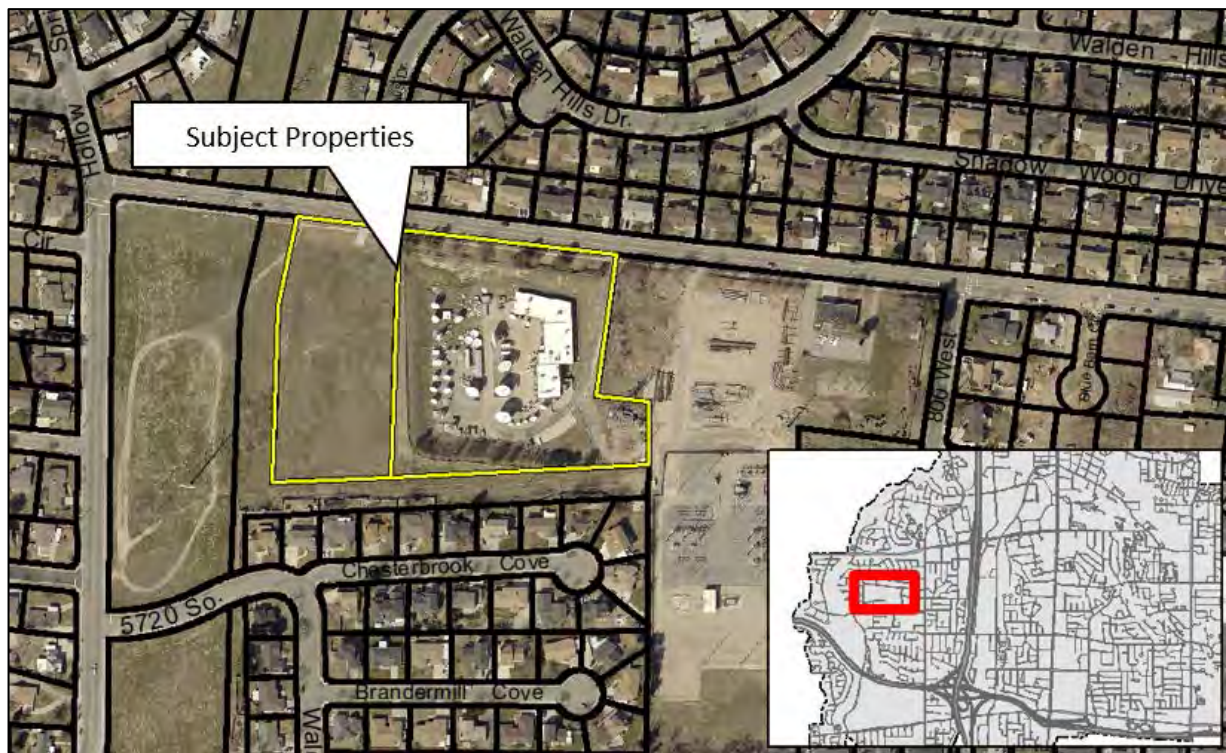 Walden Hills
Walden Hills Dr.
Subject Properties
Hollow
Shadow Wood Drive
Cir
800 West
Chesterbrook Cove
5720 So.
Brandermill Cove
Wal